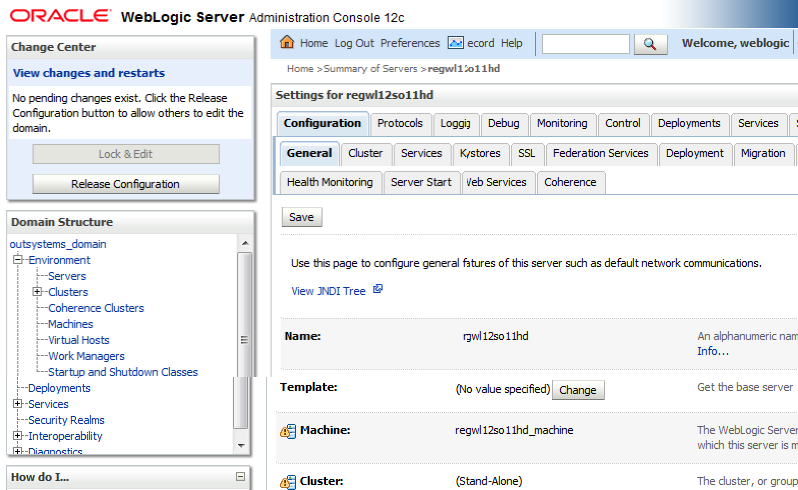 ORACLE WebLogic Server Administration Console 12c
Change Center
View changes and restarts
No pending changes exist. Click the Release
Configuration button to allow others to edit the
domain.
Lock & Edit
Release Configuration
Domain Structure
outsystems_domain
Environment
Servers
Clusters
Coherence Clusters
Machines
Virtual Hosts
Work Managers
Startup and Shutdown Classes
Deployments
Services
Security Realms
Interoperability
Diagnostics
How do I...
Home Log Out Preferences ecord Help
Welcome, weblogic
Home >Summary of Servers >regwl12so11hd
Settings for regwl12so11hd
Configuration Protocols Loggig Debug Monitoring Control Deployments Services
General Cluster Services Kystores SSL Federation Services Deployment Migration
Health Monitoring Server Start Web Services Coherence
Save
Use this page to configure general fatures of this server such as default network communications.
View JNDI Tree
Name: rgwl12so11hd An alphanumeric nam
Info...
Template: (No value specified) Change Get the base server
Machine: regwl12so11hd_machine The WebLogic Server
which this server is m
Cluster: (Stand-Alone) The cluster, or group